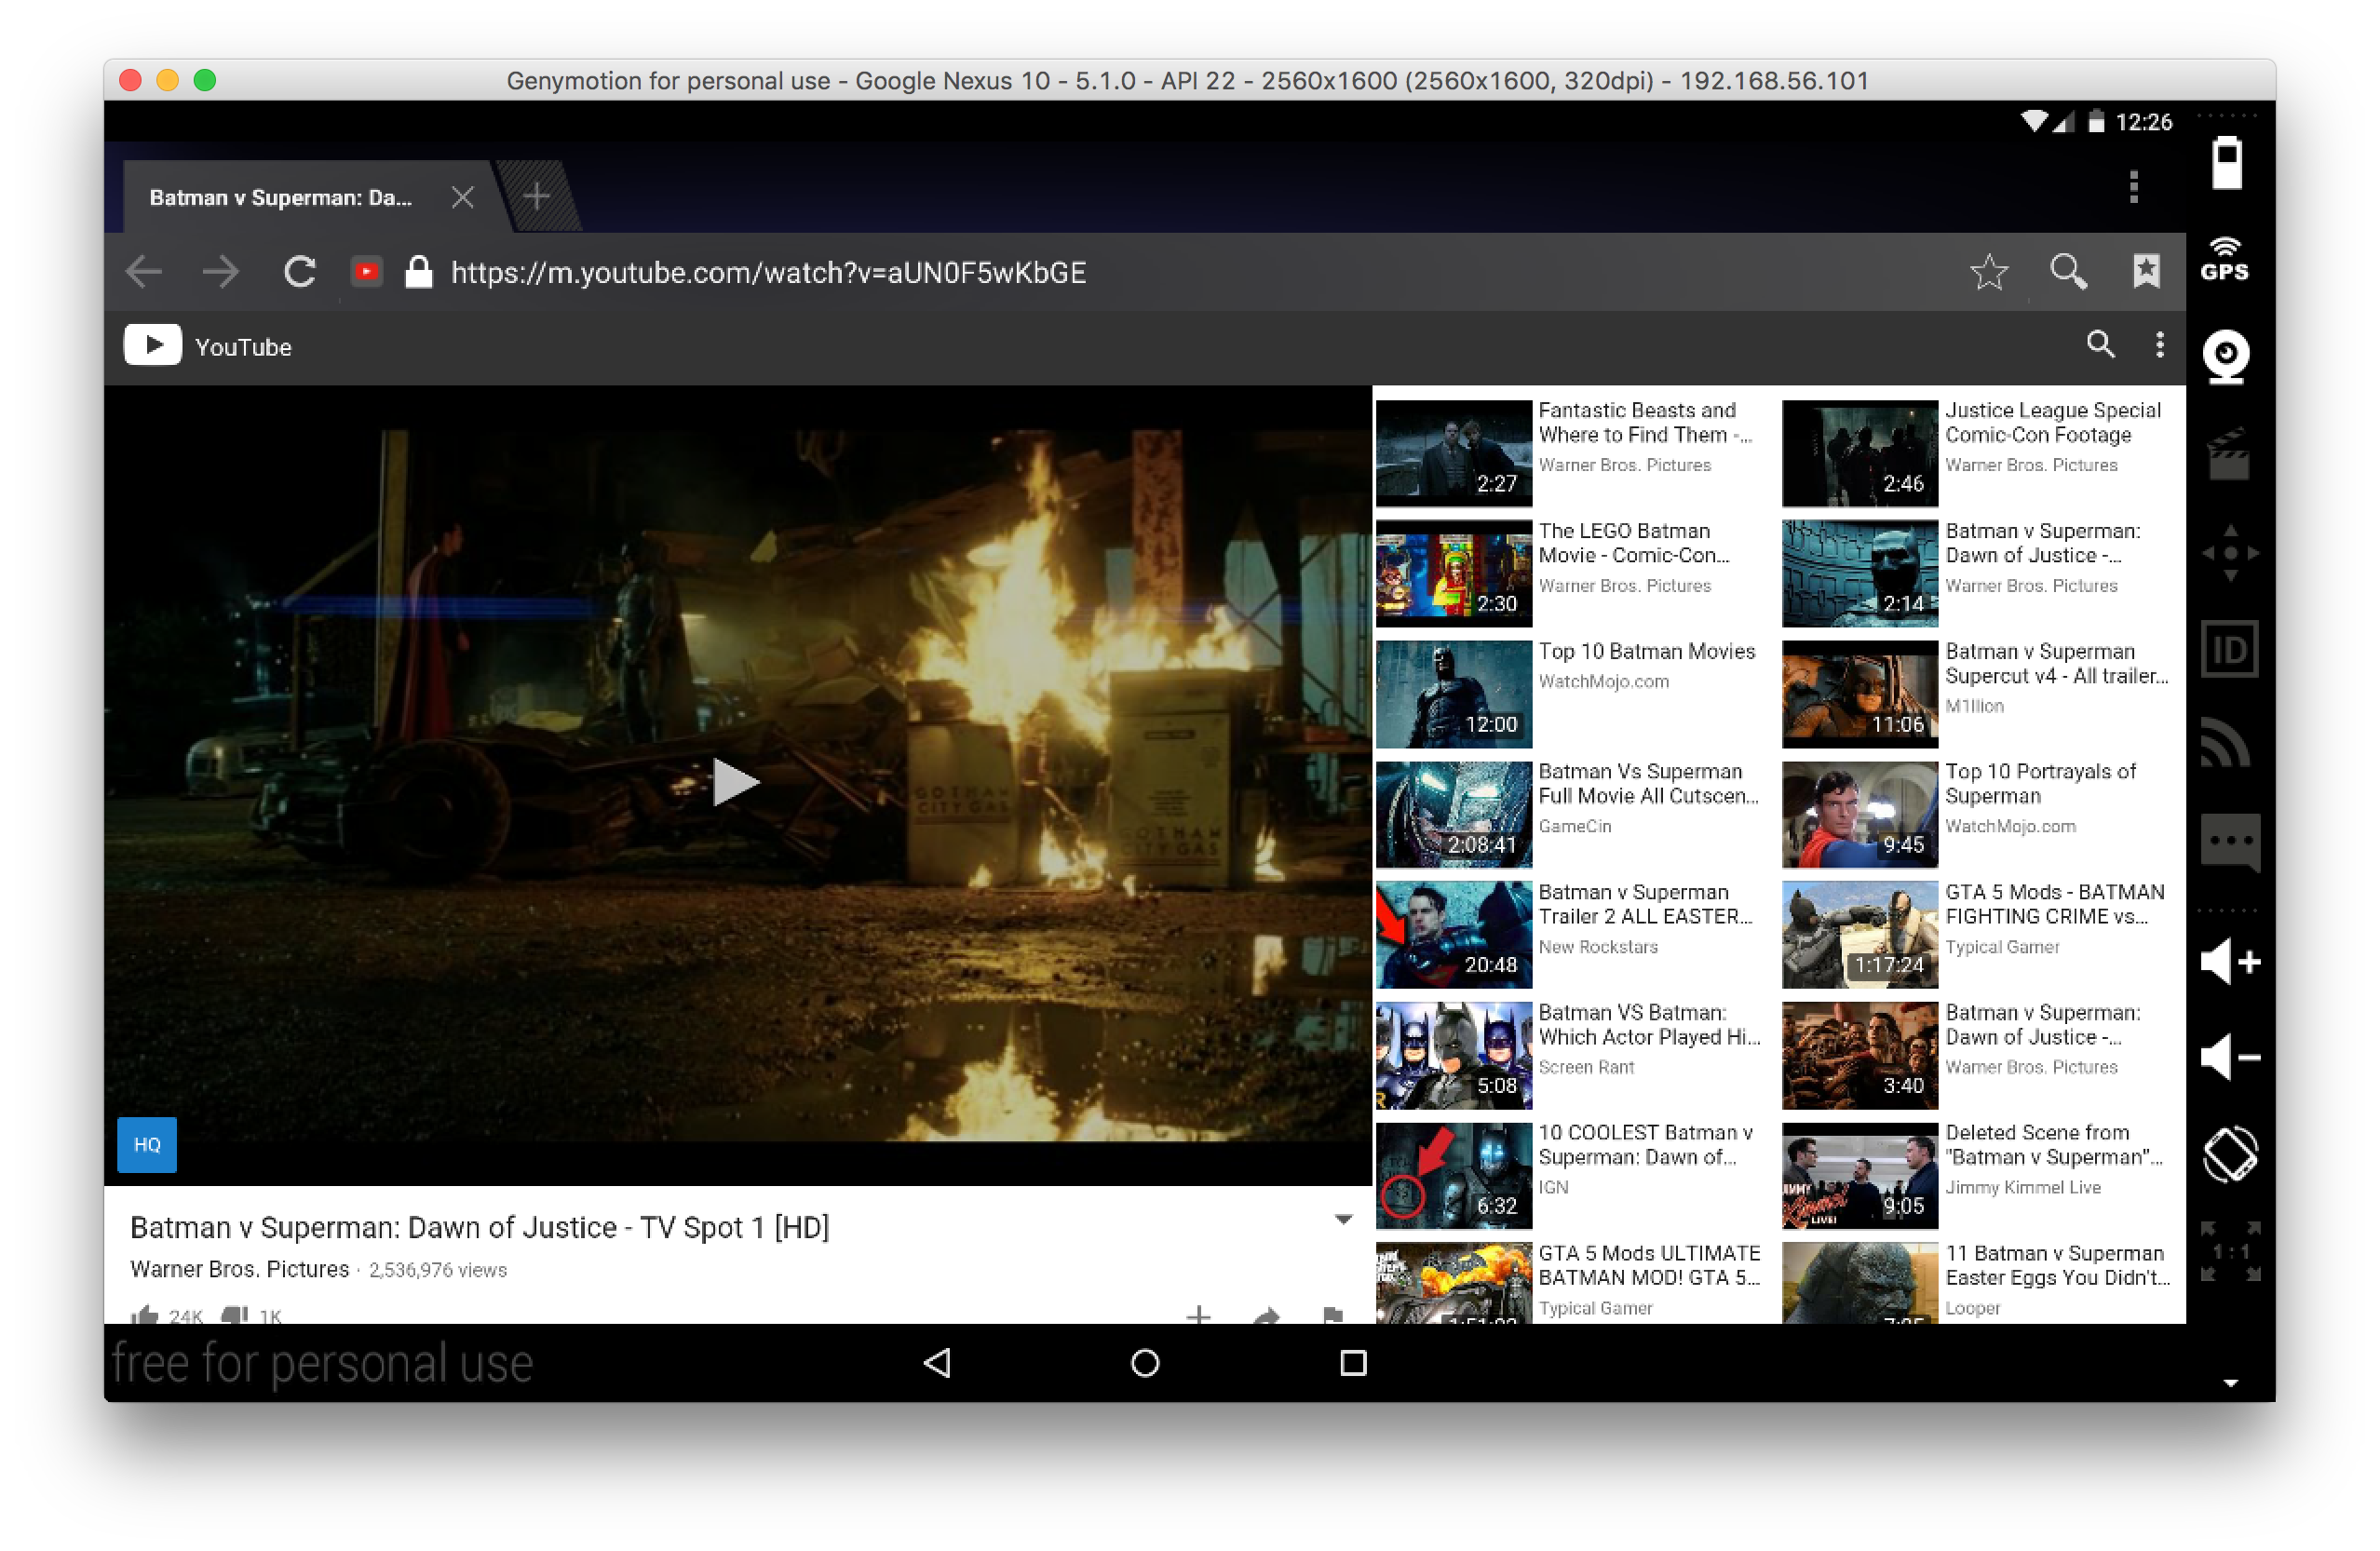 Genymotion for personal use - Google Nexus 10 - 5.1.0 - API 22 - 2560x1600 (2560x1600, 320dpi) - 192.168.56.101
12:26
Batman v Superman: Da...
https://m.youtube.com/watch?v=aUN0F5wKbGE
GPS
YouTube
GOTHAM
CITY GAS
GOTHAM
CITY GAS
HQ
Batman v Superman: Dawn of Justice - TV Spot 1 [HD]
Warner Bros. Pictures · 2,536,976 views
24K 1K
Fantastic Beasts and
Where to Find Them -...
Warner Bros. Pictures
2:27
Justice League Special
Comic-Con Footage
Warner Bros. Pictures
2:46
The LEGO Batman
Movie - Comic-Con...
Warner Bros. Pictures
2:30
Batman v Superman:
Dawn of Justice -...
Warner Bros. Pictures
2:14
Top 10 Batman Movies
WatchMojo.com
12:00
Batman v Superman
Supercut v4 - All trailer...
M1llion
11:06
Batman Vs Superman
Full Movie All Cutscen...
GameCin
2:08:41
Top 10 Portrayals of
Superman
WatchMojo.com
9:45
Batman v Superman
Trailer 2 ALL EASTER...
New Rockstars
20:48
GTA 5 Mods - BATMAN
FIGHTING CRIME vs...
Typical Gamer
1:17:24
Batman VS Batman:
Which Actor Played Hi...
Screen Rant
5:08
Batman v Superman:
Dawn of Justice -...
Warner Bros. Pictures
3:40
10 COOLEST Batman v
Superman: Dawn of...
IGN
6:32
Deleted Scene from
"Batman v Superman"...
Jimmy Kimmel Live
9:05
GTA 5 Mods ULTIMATE
BATMAN MOD! GTA 5...
Typical Gamer
11 Batman v Superman
Easter Eggs You Didn't...
Looper
ID
1:1
free for personal use